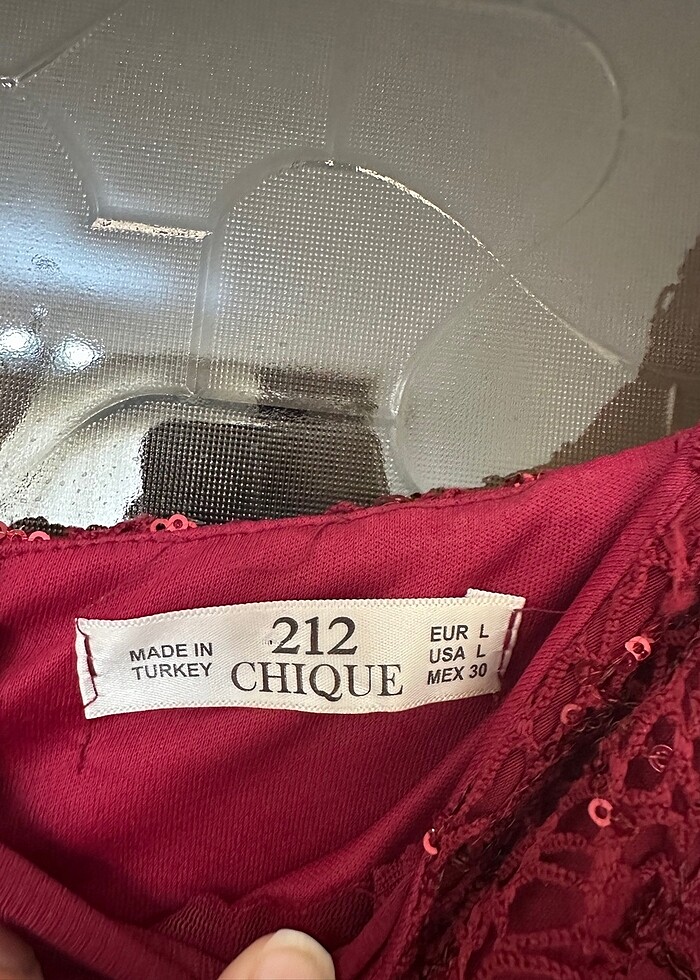 MADE IN
TURKEY
212
CHIQUE
EUR L
USA L
MEX 30